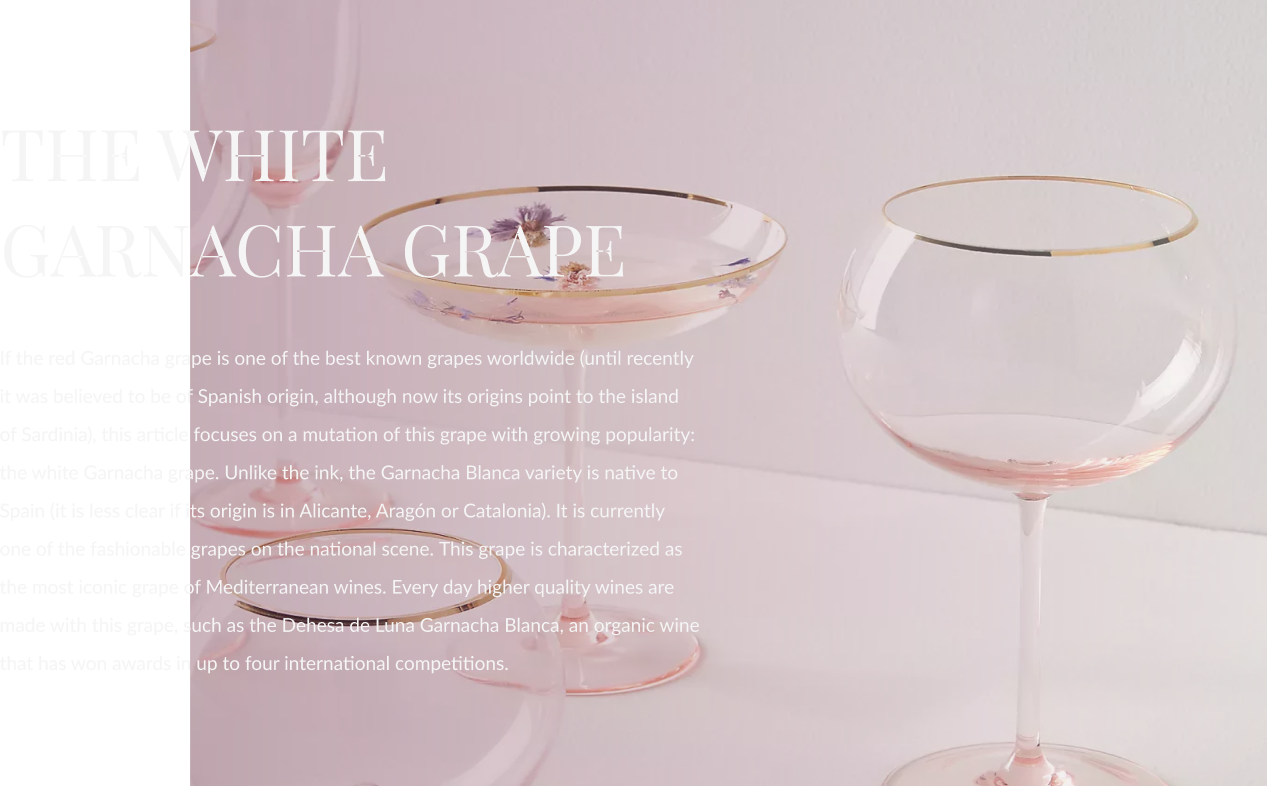 THE WHITE
GARNACHA GRAPE
If the red Garnacha grape is one of the best known grapes worldwide (until recently
it was believed to be of Spanish origin, although now its origins point to the island
of Sardinia), this article focuses on a mutation of this grape with growing popularity:
the white Garnacha grape. Unlike the ink, the Garnacha Blanca variety is native to
Spain (it is less clear if its origin is in Alicante, Aragón or Catalonia). It is currently
one of the fashionable grapes on the national scene. This grape is characterized as
the most iconic grape of Mediterranean wines. Every day higher quality wines are
made with this grape, such as the Dehesa de Luna Garnacha Blanca, an organic wine
that has won awards in up to four international competitions.